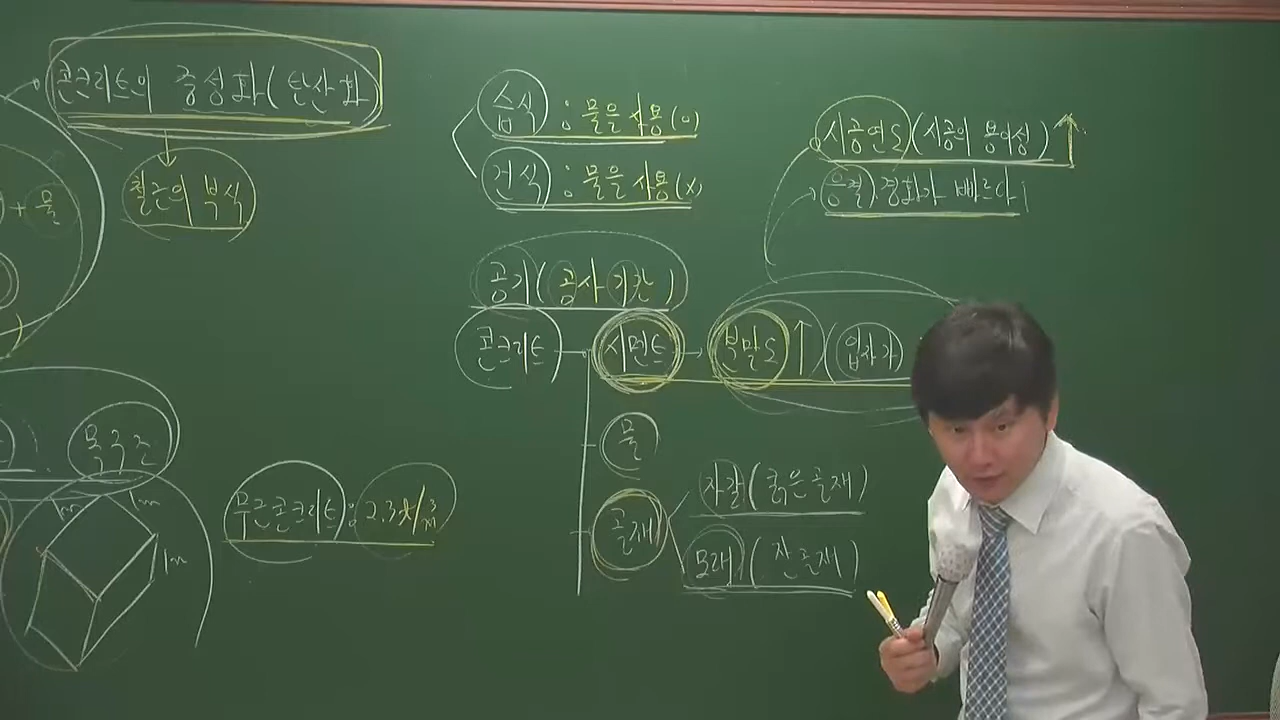 콘크리트의 중성화(탄산화
철근의 부식
+ 물
목구조
1m
1m
1m
무근콘크리트 : 2.3t/m³
습식 : 물을 사용(o)
건식 : 물을 사용(x)
공기(공사 기간)
콘크리트
시멘트 → 분말도 ↑ (입자가
물
골재
자갈(굵은골재)
모래(잔골재)
시공연도(시공의 용이성) ↑
응결, 경화가 빠르다